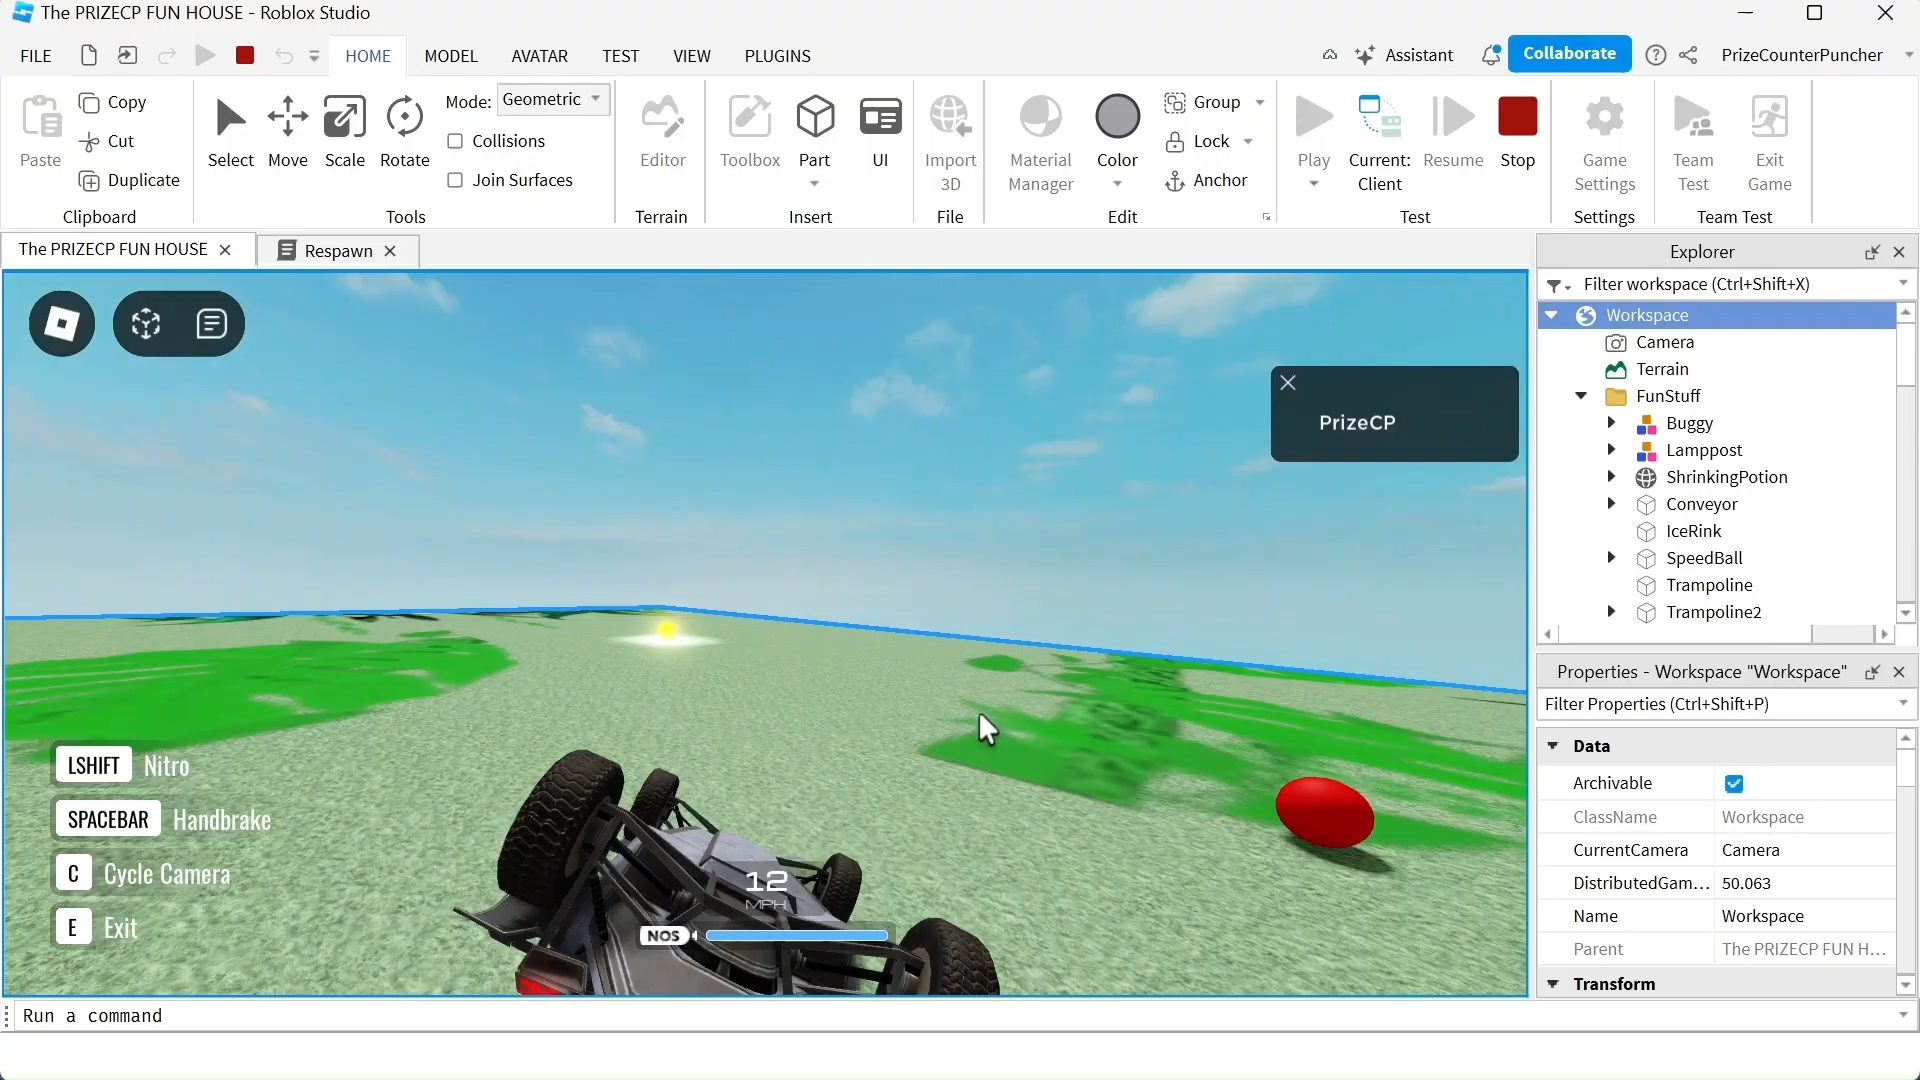 The PRIZECP FUN HOUSE - Roblox Studio
FILE
HOME
MODEL
AVATAR
TEST
VIEW
PLUGINS
Assistant
Collaborate
PrizeCounterPuncher
Paste
Copy
Cut
Duplicate
Clipboard
Select
Move
Scale
Rotate
Mode: Geometric
Collisions
Join Surfaces
Tools
Editor
Terrain
Toolbox
Part
UI
Insert
Import
3D
File
Material
Manager
Color
Group
Lock
Anchor
Edit
Play
Current:
Client
Resume
Stop
Test
Game
Settings
Settings
Team
Test
Exit
Game
Team Test
The PRIZECP FUN HOUSE
Respawn
PrizeCP
LSHIFT Nitro
SPACEBAR Handbrake
C Cycle Camera
E Exit
12
MPH
NOS
Explorer
Filter workspace (Ctrl+Shift+X)
Workspace
Camera
Terrain
FunStuff
Buggy
Lamppost
ShrinkingPotion
Conveyor
IceRink
SpeedBall
Trampoline
Trampoline2
Properties - Workspace "Workspace"
Filter Properties (Ctrl+Shift+P)
Data
Archivable
ClassName Workspace
CurrentCamera Camera
DistributedGam... 50.063
Name Workspace
Parent The PRIZECP FUN H...
Transform
Run a command